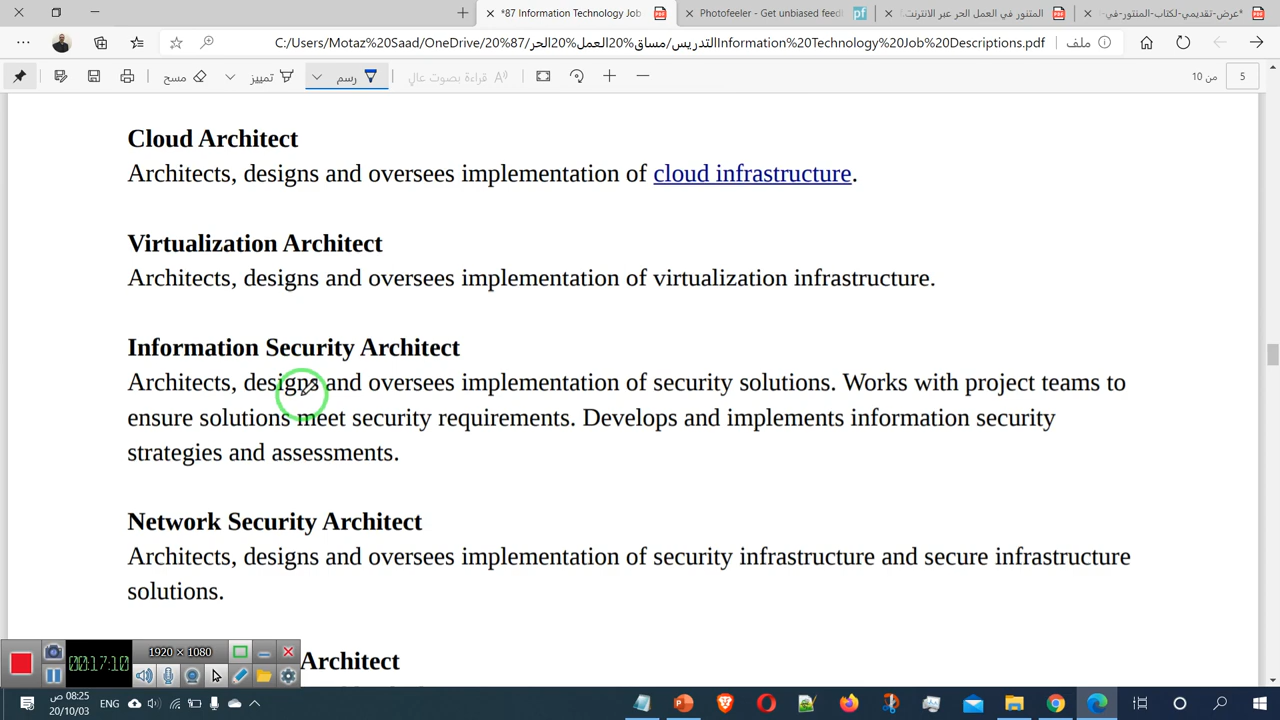 *87 Information Technology Job
Photofeeler - Get unbiased feedl
المنتور في العمل الحر عبر الانترنت&
*عرض-تقديمي-لكتاب-المنتور-في-
ملف
C:/Users/Motaz%20Saad/OneDrive/التدريس/مساق%20العمل%20الحر/87%20Information%20Technology%20Job%20Descriptions.pdf
5
من 10
قراءة بصوت عالٍ
رسم
تمييز
مسح
Cloud Architect
Architects, designs and oversees implementation of cloud infrastructure.
Virtualization Architect
Architects, designs and oversees implementation of virtualization infrastructure.
Information Security Architect
Architects, designs and oversees implementation of security solutions. Works with project teams to
ensure solutions meet security requirements. Develops and implements information security
strategies and assessments.
Network Security Architect
Architects, designs and oversees implementation of security infrastructure and secure infrastructure
solutions.
Architect
00:17:10
1920 × 1080
08:25 ص
20/10/03
ENG